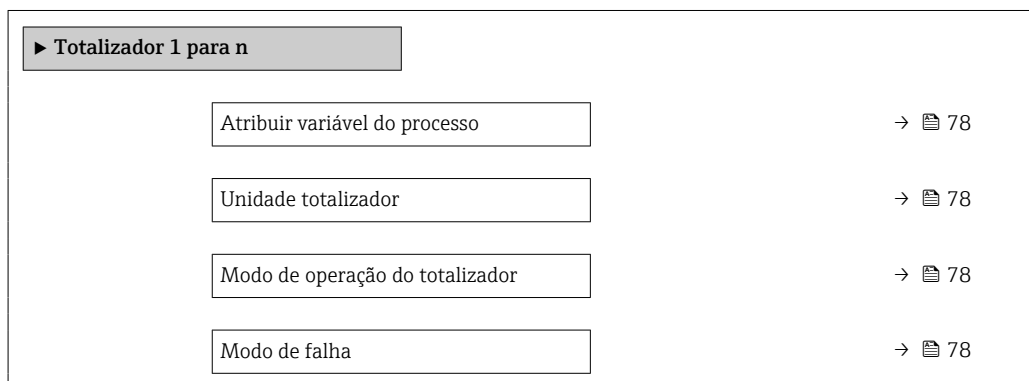 ▶ Totalizador 1 para n
Atribuir variável do processo → 78
Unidade totalizador → 78
Modo de operação do totalizador → 78
Modo de falha → 78